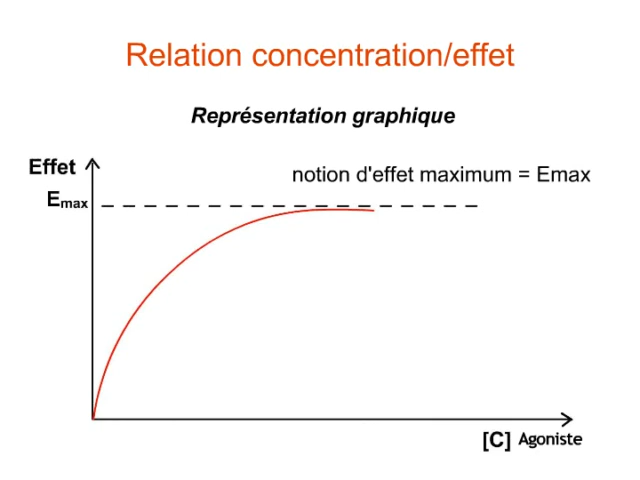 Relation concentration/effet
Représentation graphique
Effet
notion d'effet maximum = Emax
Emax
[C] Agoniste